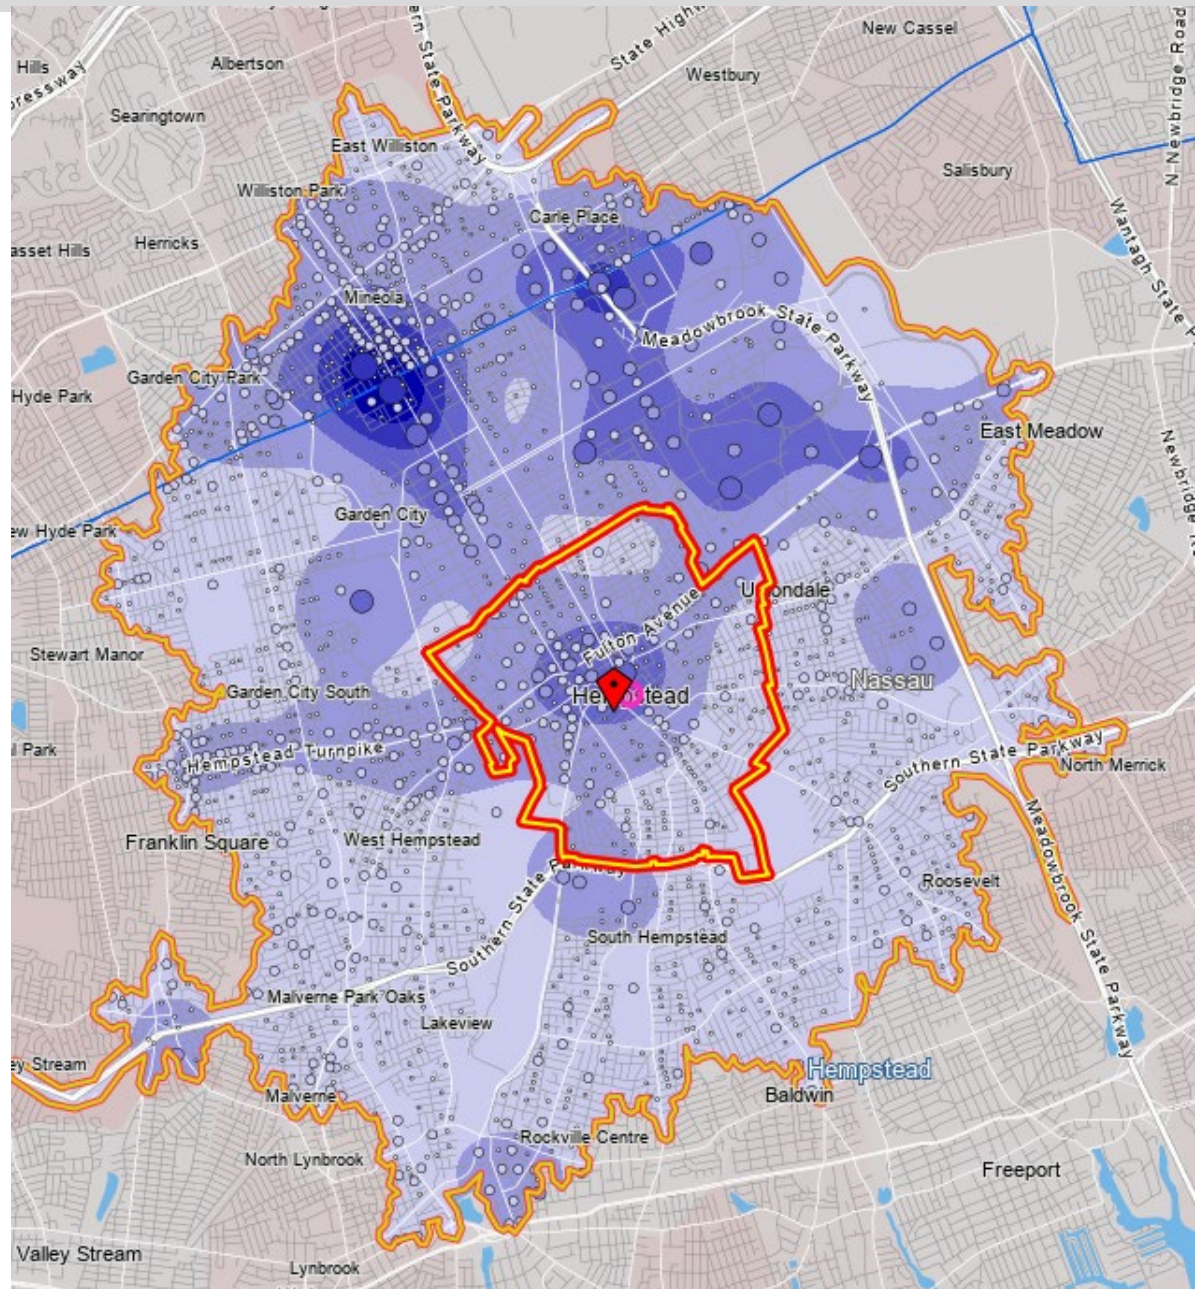 New Cassel
State High
ern State Parkway
Hills
Albertson
Westbury
pressway
Searingtown
N Newbridge Road
East Williston
Salisbury
Williston Park
Carle Place
asset Hills
Herricks
Wantagh State P
Mineola
Meadowbrook State Parkway
Garden City Park
Hyde Park
East Meadow
Newbridge
Garden City
ew Hyde Park
Uniondale
Fulton Avenue
Stewart Manor
Nassau
Garden City South
Hempstead
l Park
Hempstead Turnpike
Southern State Parkway
North Merrick
Franklin Square
West Hempstead
Meadowbrook State Parkway
Roosevelt
Southern State Parkway
South Hempstead
Malverne Park Oaks
Lakeview
ey Stream
Hempstead
Malverne
Baldwin
Rockville Centre
North Lynbrook
Freeport
Valley Stream
Lynbrook